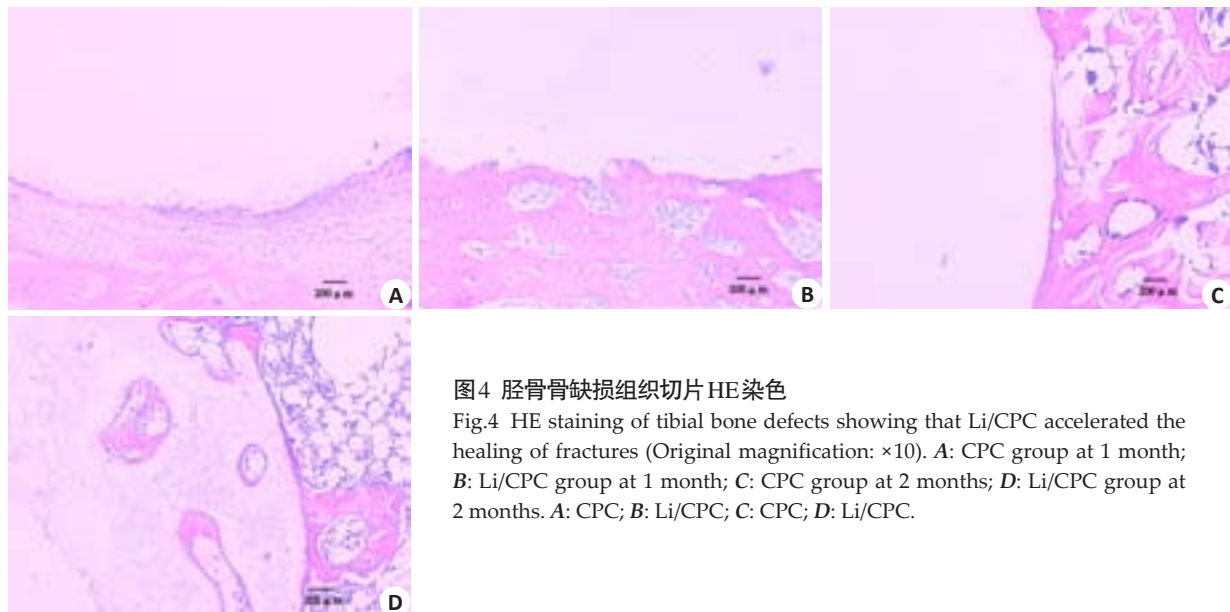 A
B
C
D
图4 胫骨骨缺损组织切片HE染色
Fig.4 HE staining of tibial bone defects showing that Li/CPC accelerated the
healing of fractures (Original magnification: ×10). A: CPC group at 1 month;
B: Li/CPC group at 1 month; C: CPC group at 2 months; D: Li/CPC group at
2 months. A: CPC; B: Li/CPC; C: CPC; D: Li/CPC.